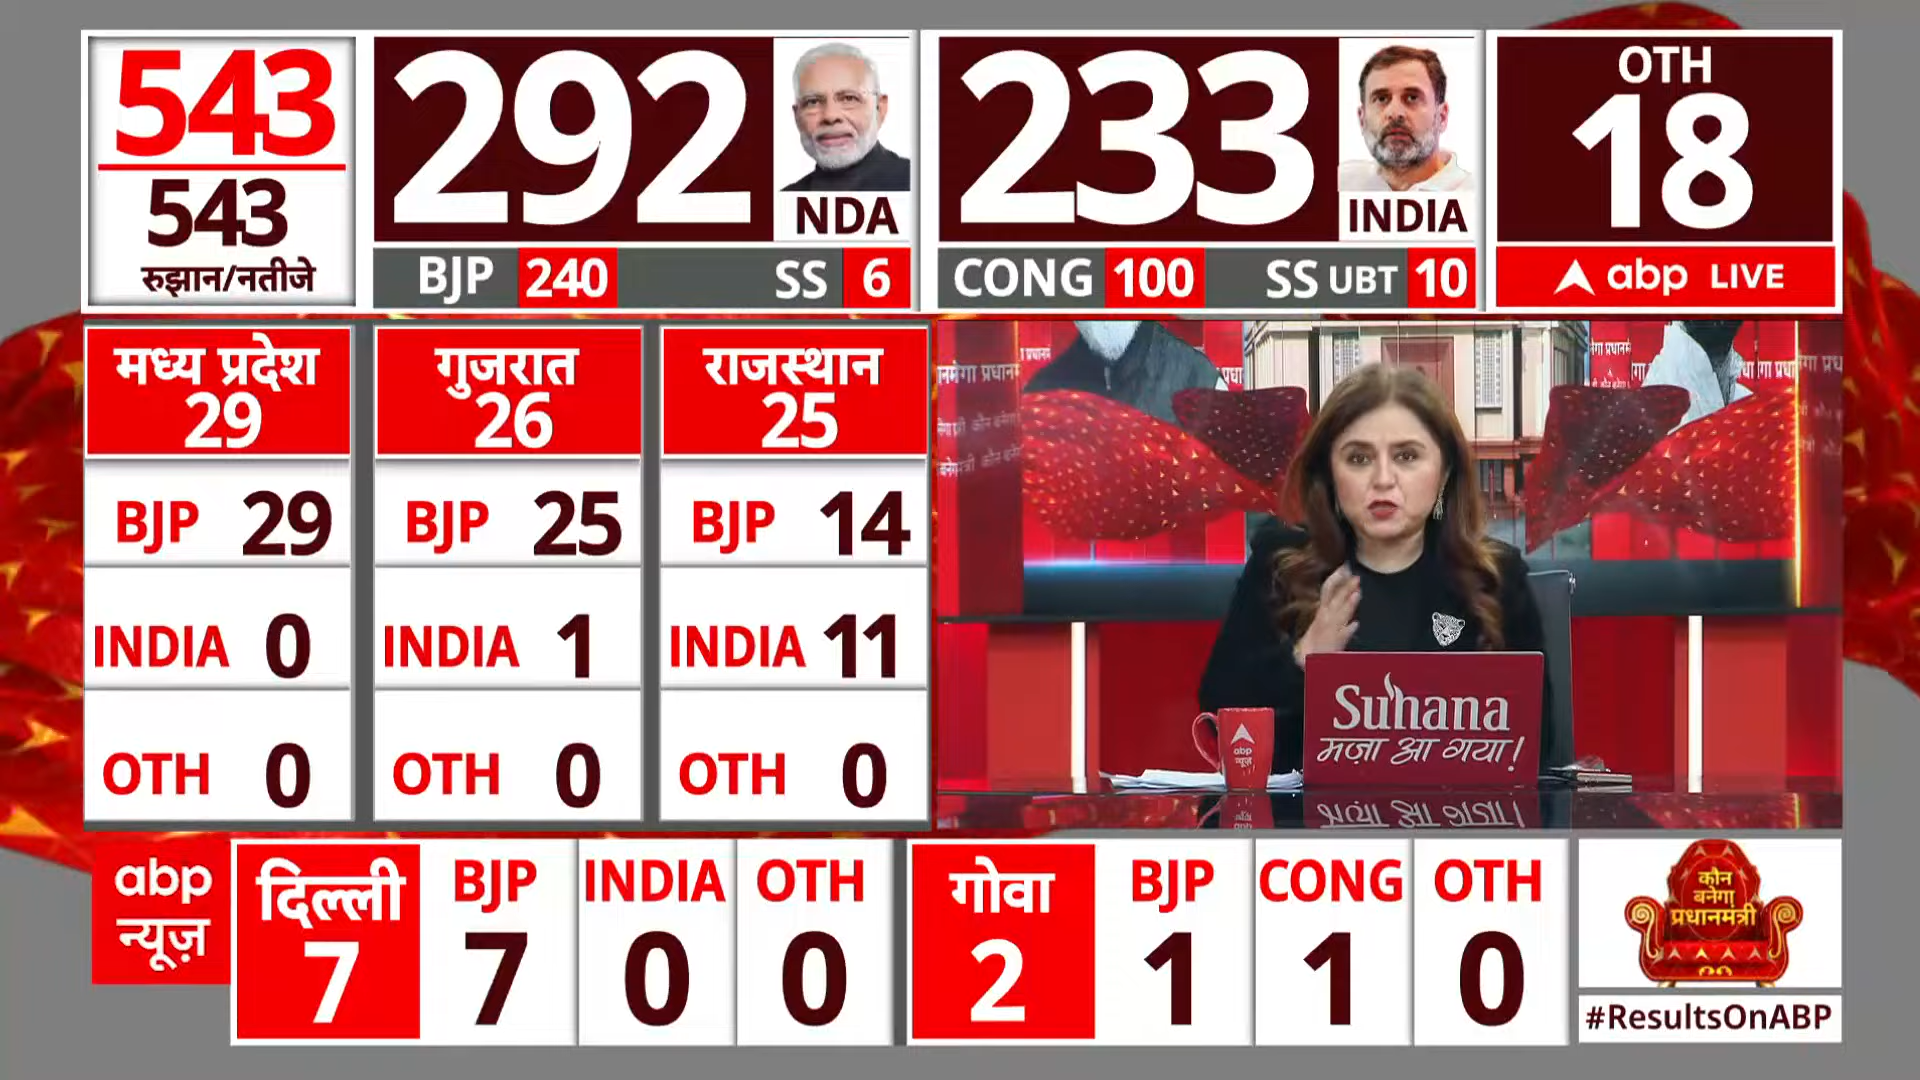 543
543
रुझान/नतीजे
292
NDA
BJP 240 SS 6
233
INDIA
CONG 100 SS UBT 10
OTH
18
abp LIVE
मध्य प्रदेश
29
BJP 29
INDIA 0
OTH 0
गुजरात
26
BJP 25
INDIA 1
OTH 0
राजस्थान
25
BJP 14
INDIA 11
OTH 0
Suhana
मज़ा आ गया!
abp
न्यूज़
abp
न्यूज़
दिल्ली
7
BJP INDIA OTH
7 0 0
गोवा
2
BJP CONG OTH
1 1 0
कौन
बनेगा
प्रधानमंत्री
#ResultsOnABP